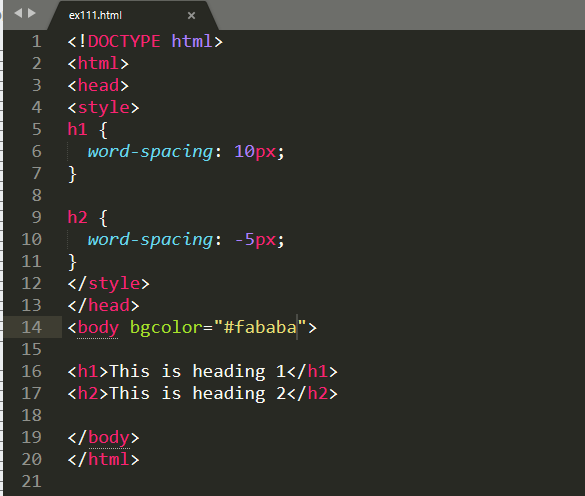 ex111.html ×
1 <!DOCTYPE html>
2 <html>
3 <head>
4 <style>
5 h1 {
6   word-spacing: 10px;
7 }
8
9 h2 {
10   word-spacing: -5px;
11 }
12 </style>
13 </head>
14 <body bgcolor="#fababa">
15
16 <h1>This is heading 1</h1>
17 <h2>This is heading 2</h2>
18
19 </body>
20 </html>
21